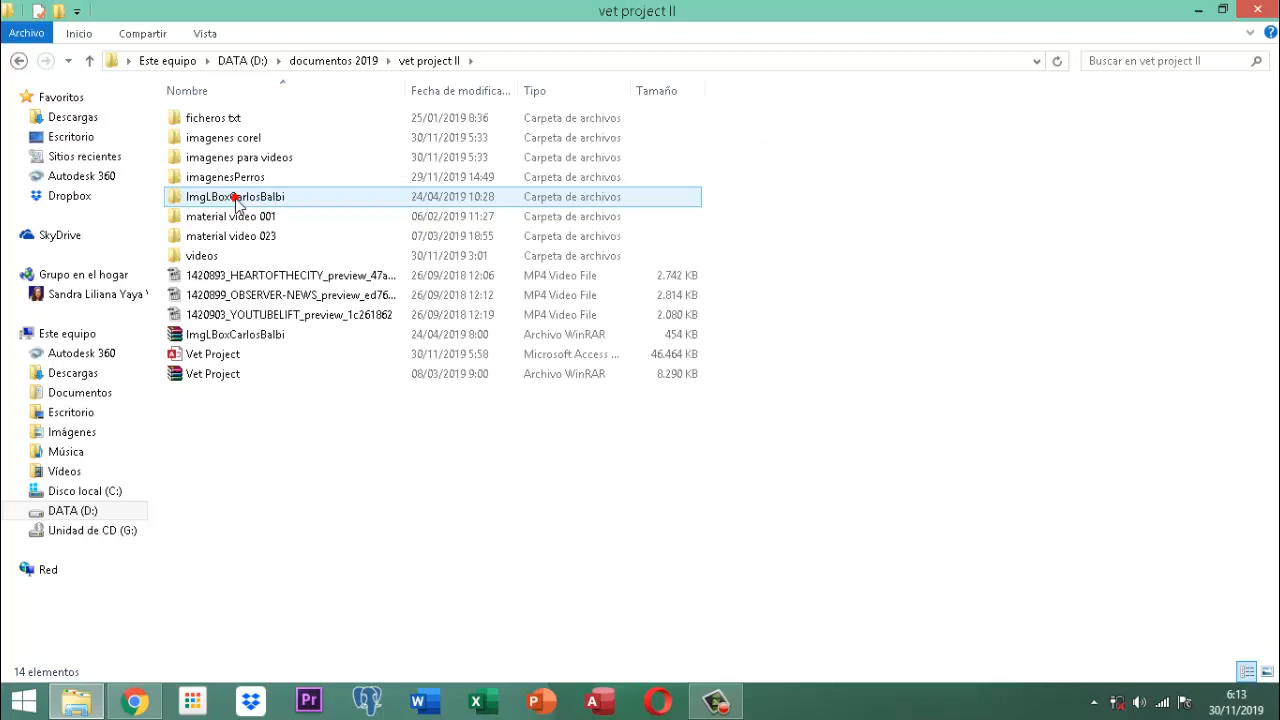 vet project II
Archivo Inicio Compartir Vista
Este equipo DATA (D:) documentos 2019 vet project II Buscar en vet project II
Nombre Fecha de modifica... Tipo Tamaño
Favoritos
Descargas
Escritorio
Sitios recientes
Autodesk 360
Dropbox
SkyDrive
Grupo en el hogar
Sandra Liliana Yaya
Este equipo
Autodesk 360
Descargas
Documentos
Escritorio
Imágenes
Música
Vídeos
Disco local (C:)
DATA (D:)
Unidad de CD (G:)
Red
ficheros txt 25/01/2019 8:36 Carpeta de archivos
imagenes corel 30/11/2019 5:33 Carpeta de archivos
imagenes para videos 30/11/2019 5:33 Carpeta de archivos
imagenesPerros 29/11/2019 14:49 Carpeta de archivos
ImgLBoxCarlosBalbi 24/04/2019 10:28 Carpeta de archivos
material video 001 06/02/2019 11:27 Carpeta de archivos
material video 023 07/03/2019 18:55 Carpeta de archivos
videos 30/11/2019 3:01 Carpeta de archivos
1420893_HEARTOFTHECITY_preview_47a... 26/09/2018 12:06 MP4 Video File 2.742 KB
1420899_OBSERVER-NEWS_preview_ed76... 26/09/2018 12:12 MP4 Video File 2.814 KB
1420903_YOUTUBELIFT_preview_1c261862 26/09/2018 12:19 MP4 Video File 2.080 KB
ImgLBoxCarlosBalbi 24/04/2019 8:00 Archivo WinRAR 454 KB
Vet Project 30/11/2019 5:58 Microsoft Access ... 46.464 KB
Vet Project 08/03/2019 9:00 Archivo WinRAR 8.290 KB
14 elementos
6:13
30/11/2019